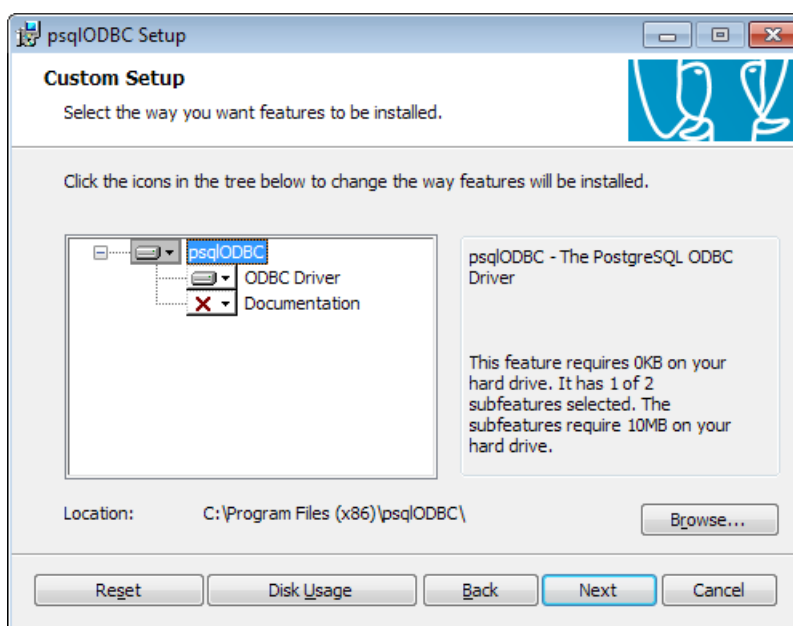 psqlODBC Setup
Custom Setup
Select the way you want features to be installed.
Click the icons in the tree below to change the way features will be installed.
psqlODBC
ODBC Driver
Documentation
psqlODBC - The PostgreSQL ODBC
Driver
This feature requires 0KB on your
hard drive. It has 1 of 2
subfeatures selected. The
subfeatures require 10MB on your
hard drive.
Location: C:\Program Files (x86)\psqlODBC\
Browse...
Reset Disk Usage Back Next Cancel